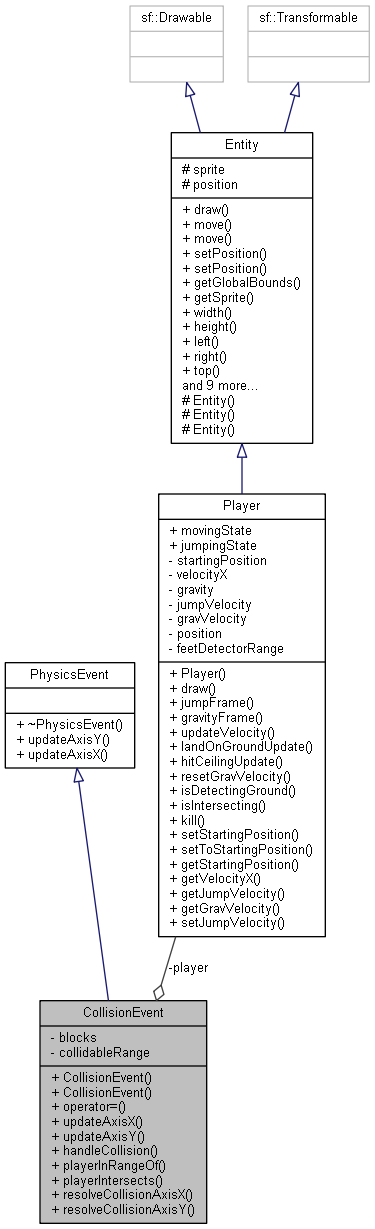 sf::Drawable
sf::Transformable
Entity
# sprite
# position
+ draw()
+ move()
+ move()
+ setPosition()
+ setPosition()
+ getGlobalBounds()
+ getSprite()
+ width()
+ height()
+ left()
+ right()
+ top()
and 9 more...
# Entity()
# Entity()
# Entity()
Player
+ movingState
+ jumpingState
- startingPosition
- velocityX
- gravity
- jumpVelocity
- gravVelocity
- position
- feetDetectorRange
+ Player()
+ draw()
+ jumpFrame()
+ gravityFrame()
+ updateVelocity()
+ landOnGroundUpdate()
+ hitCeilingUpdate()
+ resetGravVelocity()
+ isDetectingGround()
+ isIntersecting()
+ kill()
+ setStartingPosition()
+ setToStartingPosition()
+ getStartingPosition()
+ getVelocityX()
+ getJumpVelocity()
+ getGravVelocity()
+ setJumpVelocity()
PhysicsEvent
+ ~PhysicsEvent()
+ updateAxisY()
+ updateAxisX()
-player
CollisionEvent
- blocks
- collidableRange
+ CollisionEvent()
+ CollisionEvent()
+ operator=()
+ updateAxisX()
+ updateAxisY()
+ handleCollision()
+ playerInRangeOf()
+ playerIntersects()
+ resolveCollisionAxisX()
+ resolveCollisionAxisY()